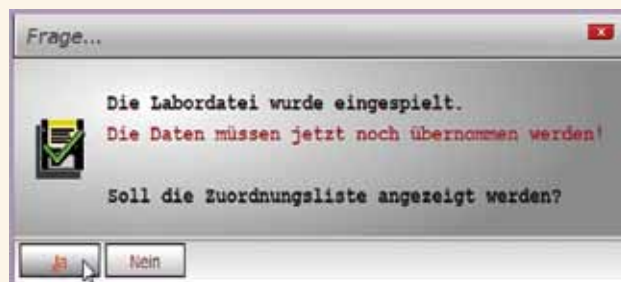 Frage...
Die Labordatei wurde eingespielt.
Die Daten müssen jetzt noch übernommen werden!
Soll die Zuordnungsliste angezeigt werden?
Ja Nein